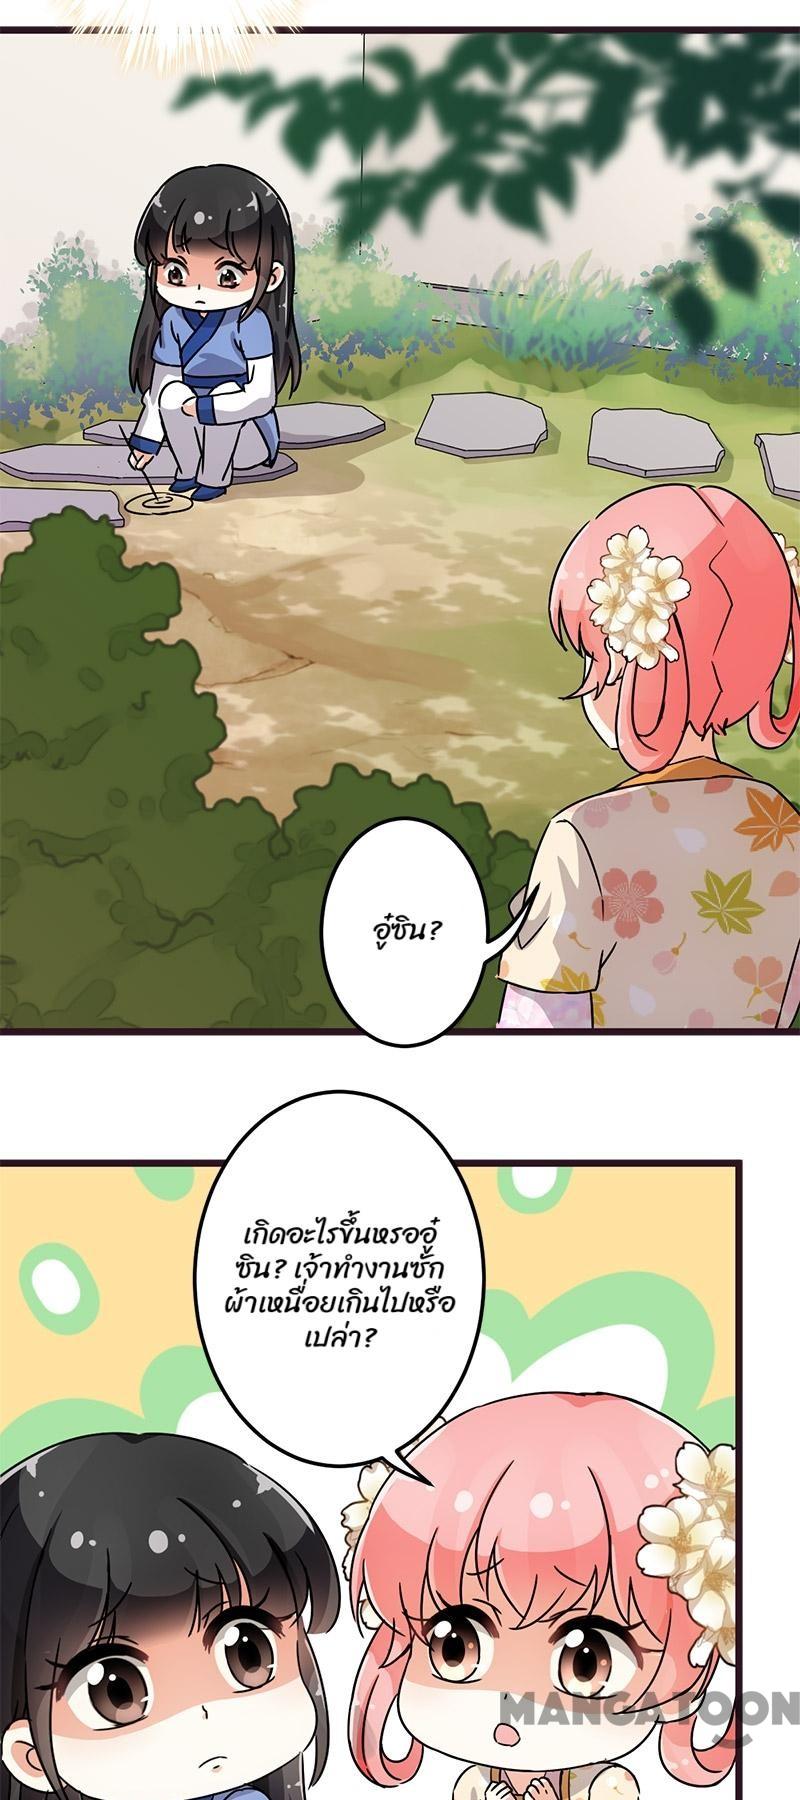 อู๋ซิน?
เกิดอะไรขึ้นหรออู๋
ซิน? เจ้าทำงานซัก
ผ้าเหนื่อยเกินไปหรือ
เปล่า?
MANGATOON